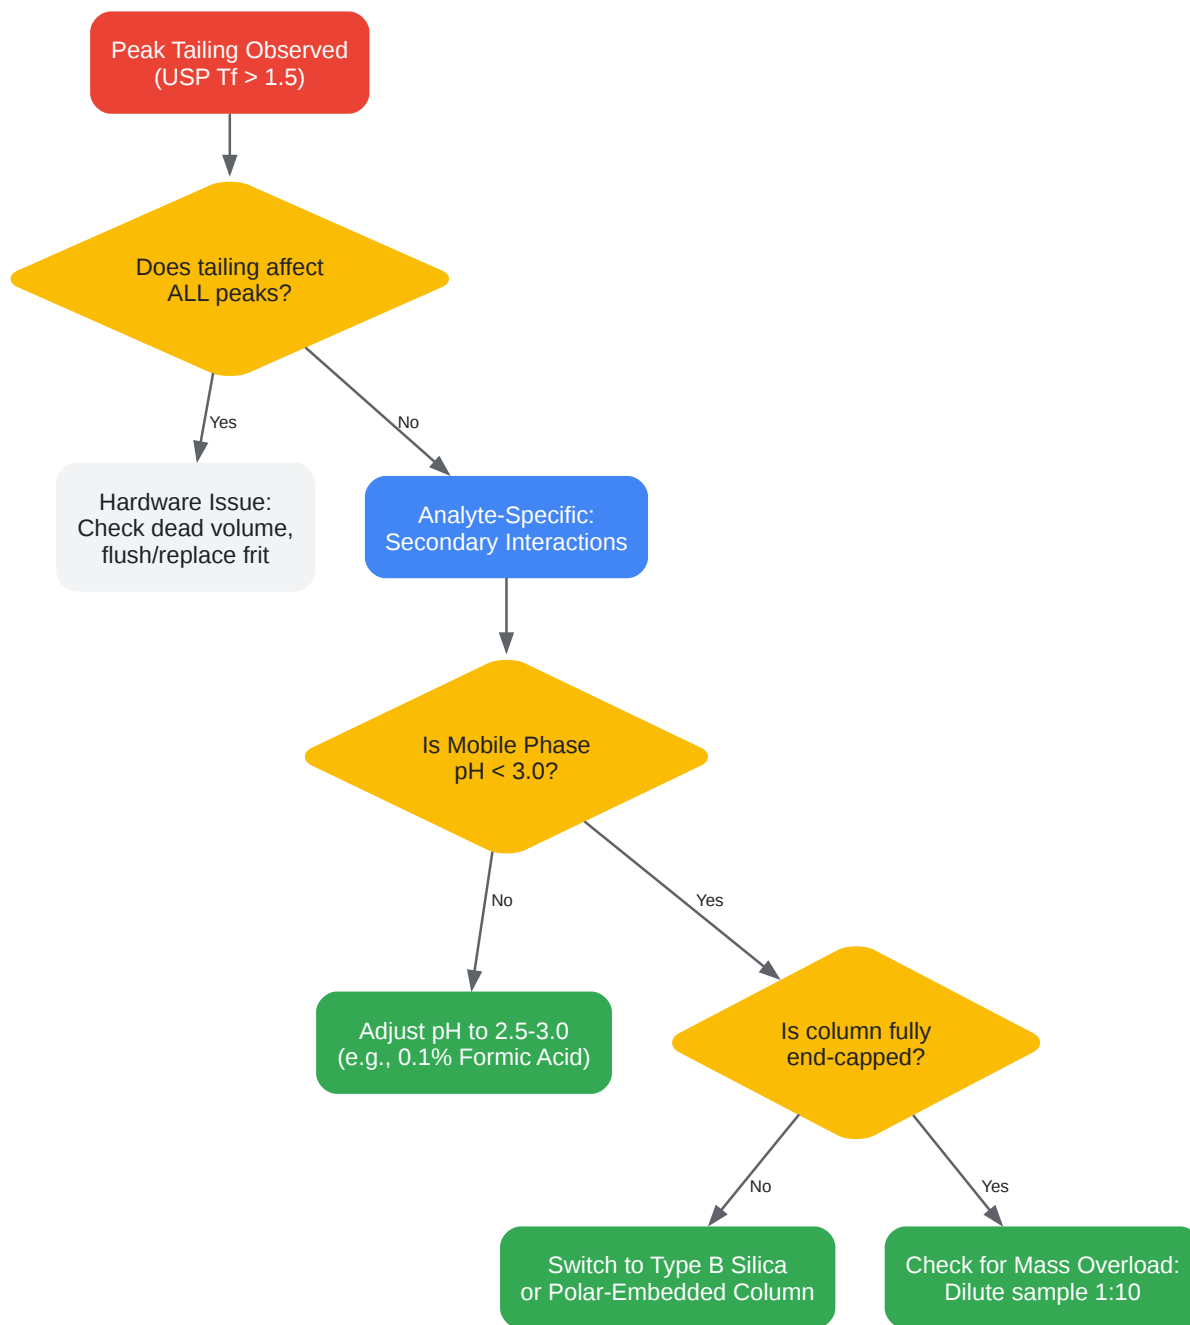 Peak Tailing Observed
(USP Tf > 1.5)
Does tailing affect
ALL peaks?
Yes
No
Hardware Issue:
Check dead volume,
flush/replace frit
Analyte-Specific:
Secondary Interactions
Is Mobile Phase
pH < 3.0?
No
Yes
Adjust pH to 2.5-3.0
(e.g., 0.1% Formic Acid)
Is column fully
end-capped?
No
Yes
Switch to Type B Silica
or Polar-Embedded Column
Check for Mass Overload:
Dilute sample 1:10